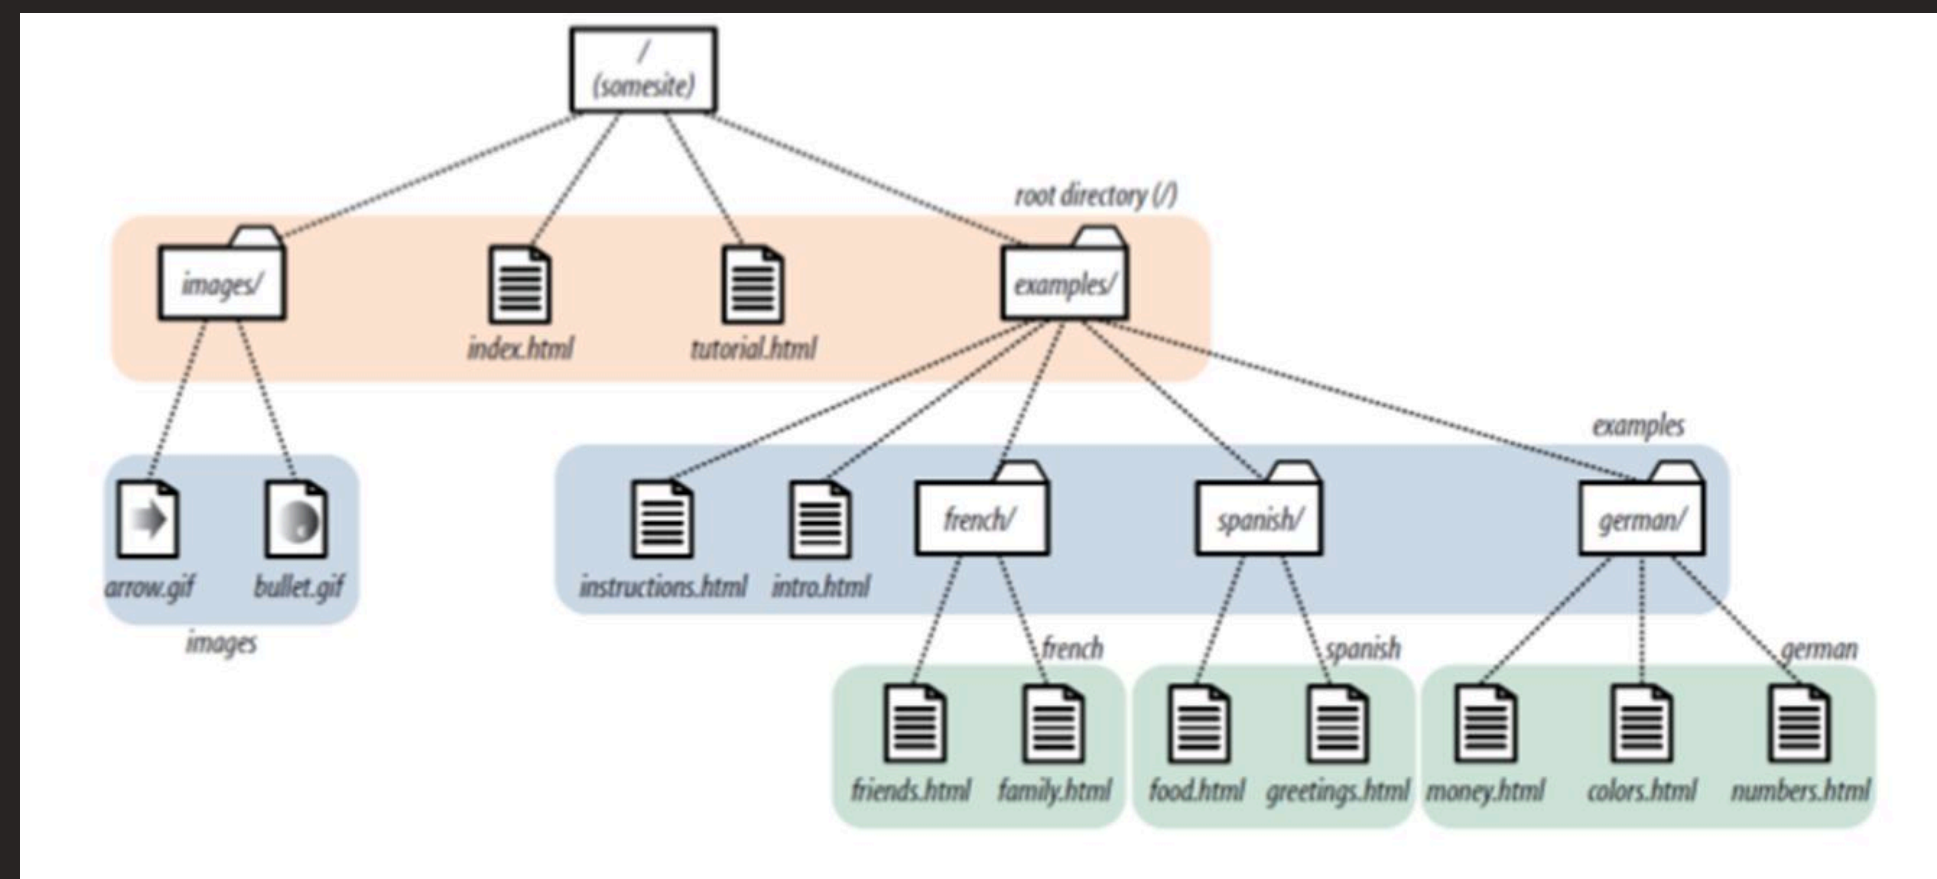 /
(somesite)
root directory (/)
images/
index.html
tutorial.html
examples/
examples
arrow.gif
bullet.gif
images
instructions.html
intro.html
french/
spanish/
german/
french
spanish
german
friends.html
family.html
food.html
greetings.html
money.html
colors.html
numbers.html